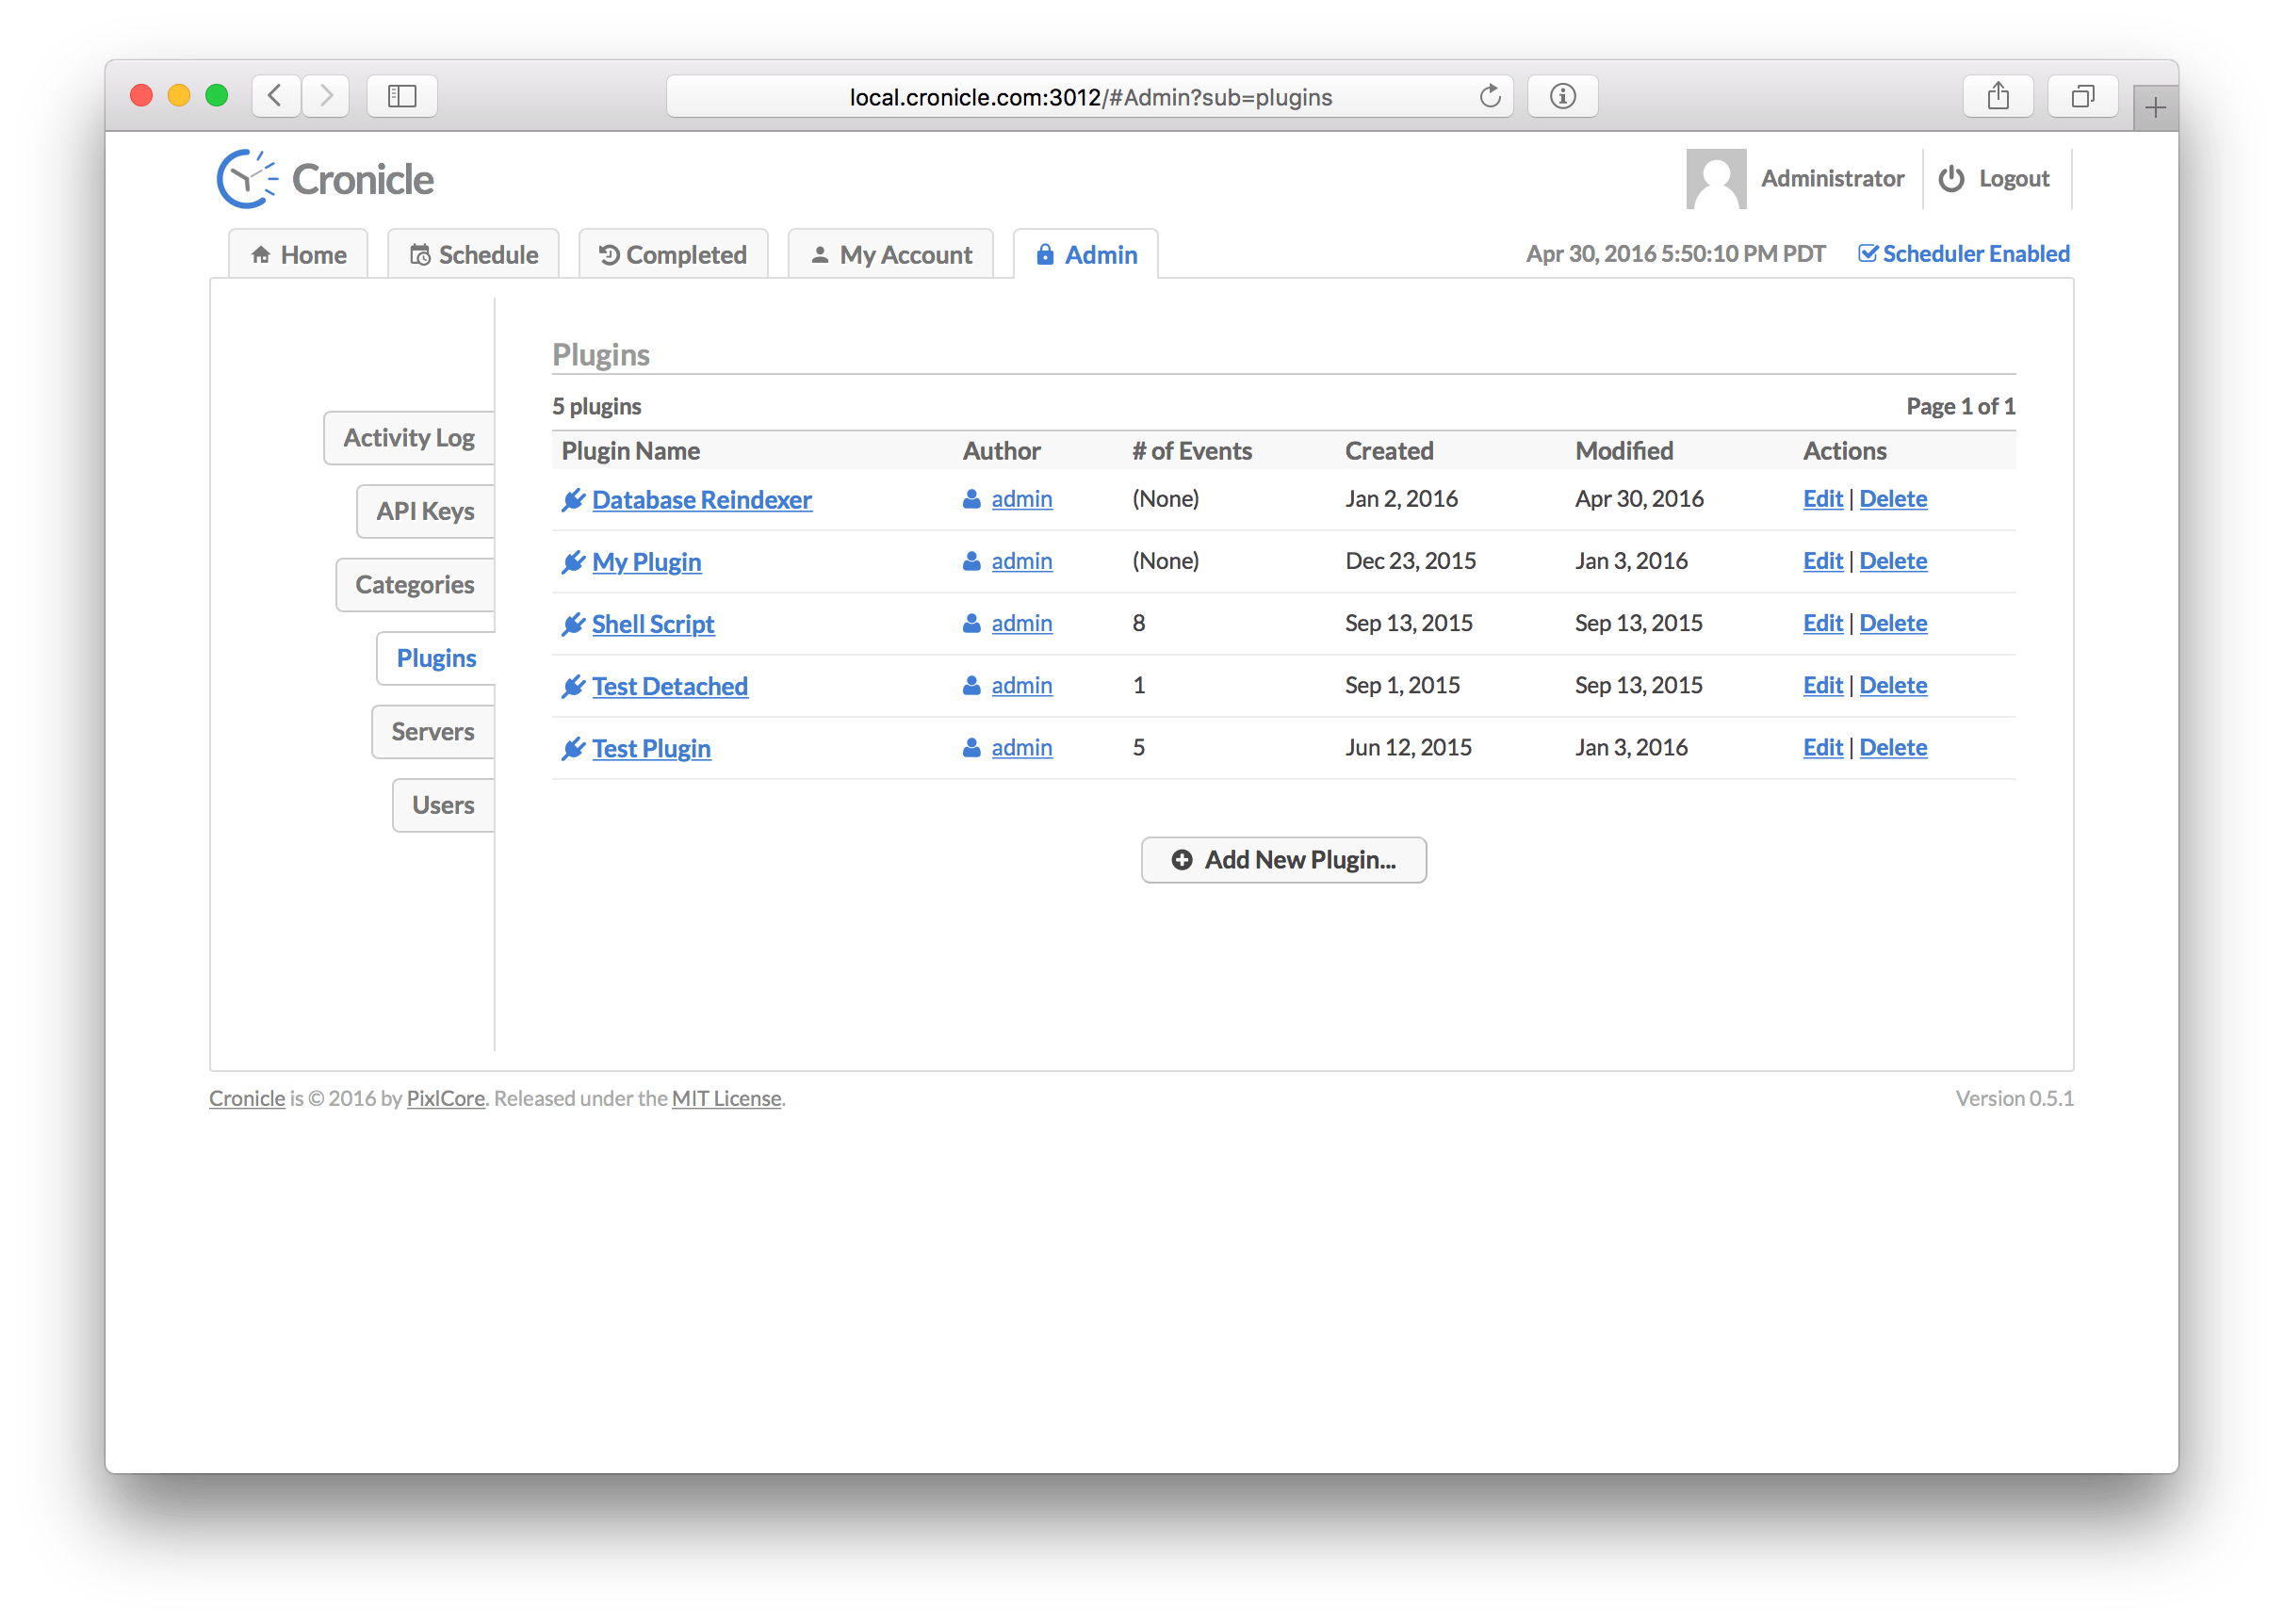 local.cronicle.com:3012/#Admin?sub=plugins
Cronicle
Administrator
Logout
Home
Schedule
Completed
My Account
Admin
Apr 30, 2016 5:50:10 PM PDT
Scheduler Enabled
Activity Log
API Keys
Categories
Plugins
Servers
Users
Plugins
5 plugins
Page 1 of 1
Plugin Name Author # of Events Created Modified Actions
Database Reindexer admin (None) Jan 2, 2016 Apr 30, 2016 Edit | Delete
My Plugin admin (None) Dec 23, 2015 Jan 3, 2016 Edit | Delete
Shell Script admin 8 Sep 13, 2015 Sep 13, 2015 Edit | Delete
Test Detached admin 1 Sep 1, 2015 Sep 13, 2015 Edit | Delete
Test Plugin admin 5 Jun 12, 2015 Jan 3, 2016 Edit | Delete
Add New Plugin...
Cronicle is © 2016 by PixlCore. Released under the MIT License.
Version 0.5.1